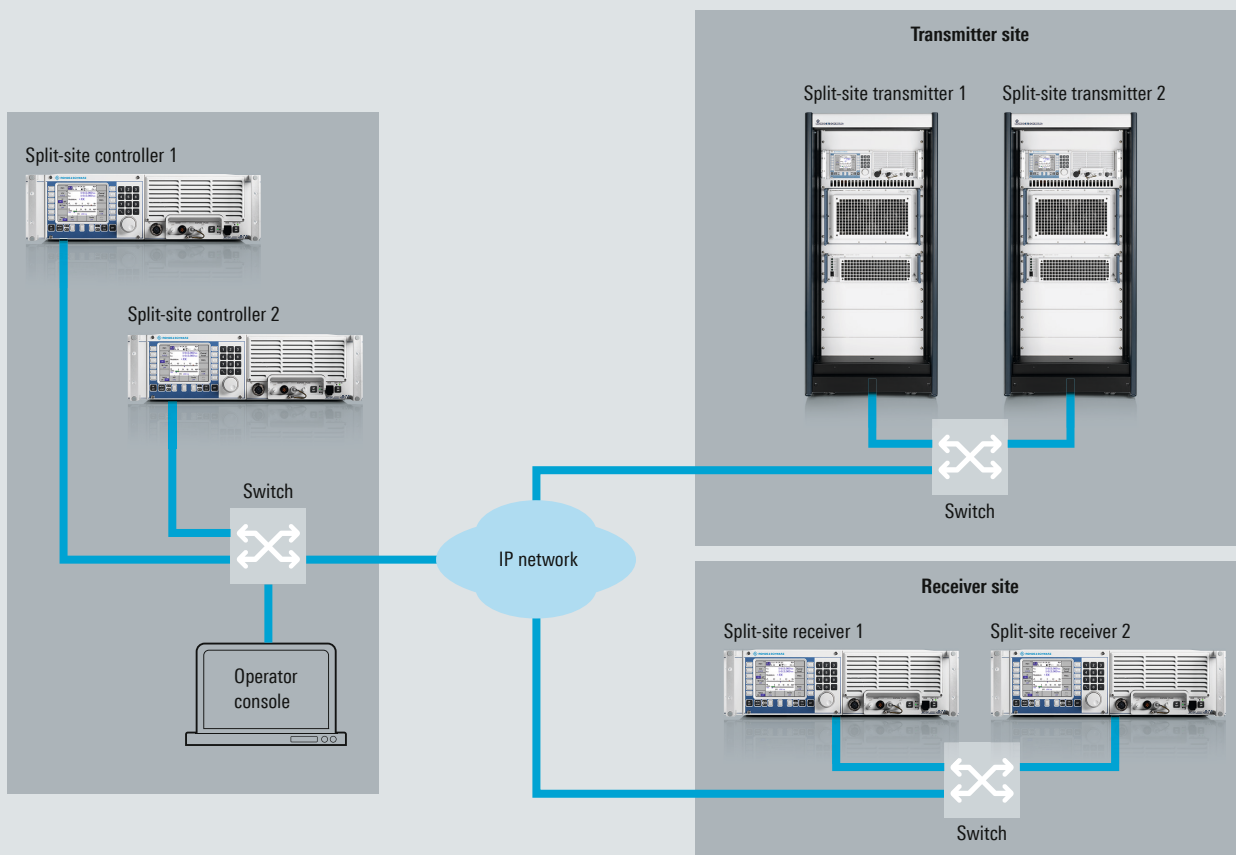 Transmitter site
Split-site transmitter 1
Split-site transmitter 2
Split-site controller 1
Split-site controller 2
Switch
IP network
Operator
console
Switch
Receiver site
Split-site receiver 1
Split-site receiver 2
Switch